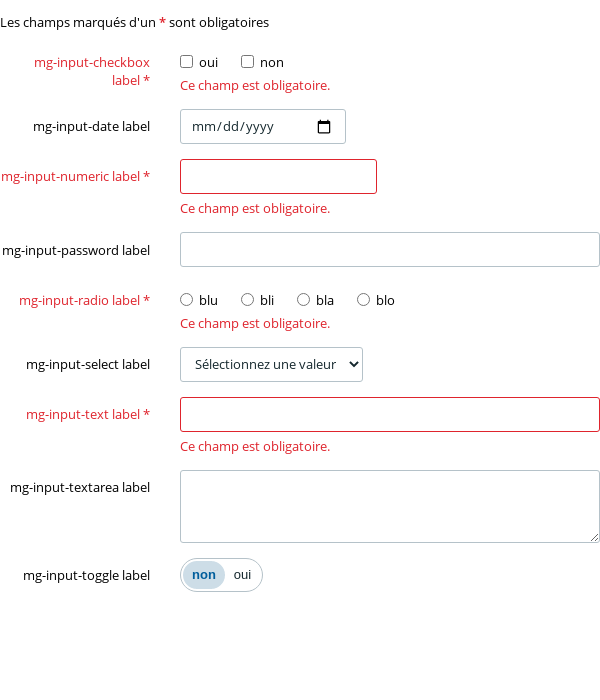 Les champs marqués d'un * sont obligatoires
mg-input-checkbox label *
oui non
Ce champ est obligatoire.
mg-input-date label
mm/dd/yyyy
mg-input-numeric label *
Ce champ est obligatoire.
mg-input-password label
mg-input-radio label *
blu bli bla blo
Ce champ est obligatoire.
mg-input-select label
Sélectionnez une valeur
mg-input-text label *
Ce champ est obligatoire.
mg-input-textarea label
mg-input-toggle label
non oui